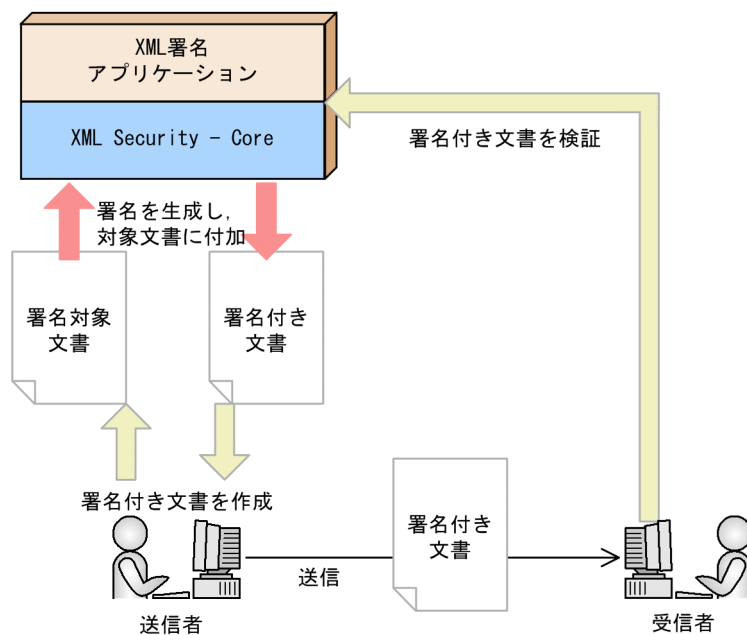 XML署名
アプリケーション
XML Security － Core
署名付き文書を検証
署名を生成し，
対象文書に付加
署名対象
文書
署名付き
文書
署名付き文書を作成
署名付き
文書
送信
送信者
受信者